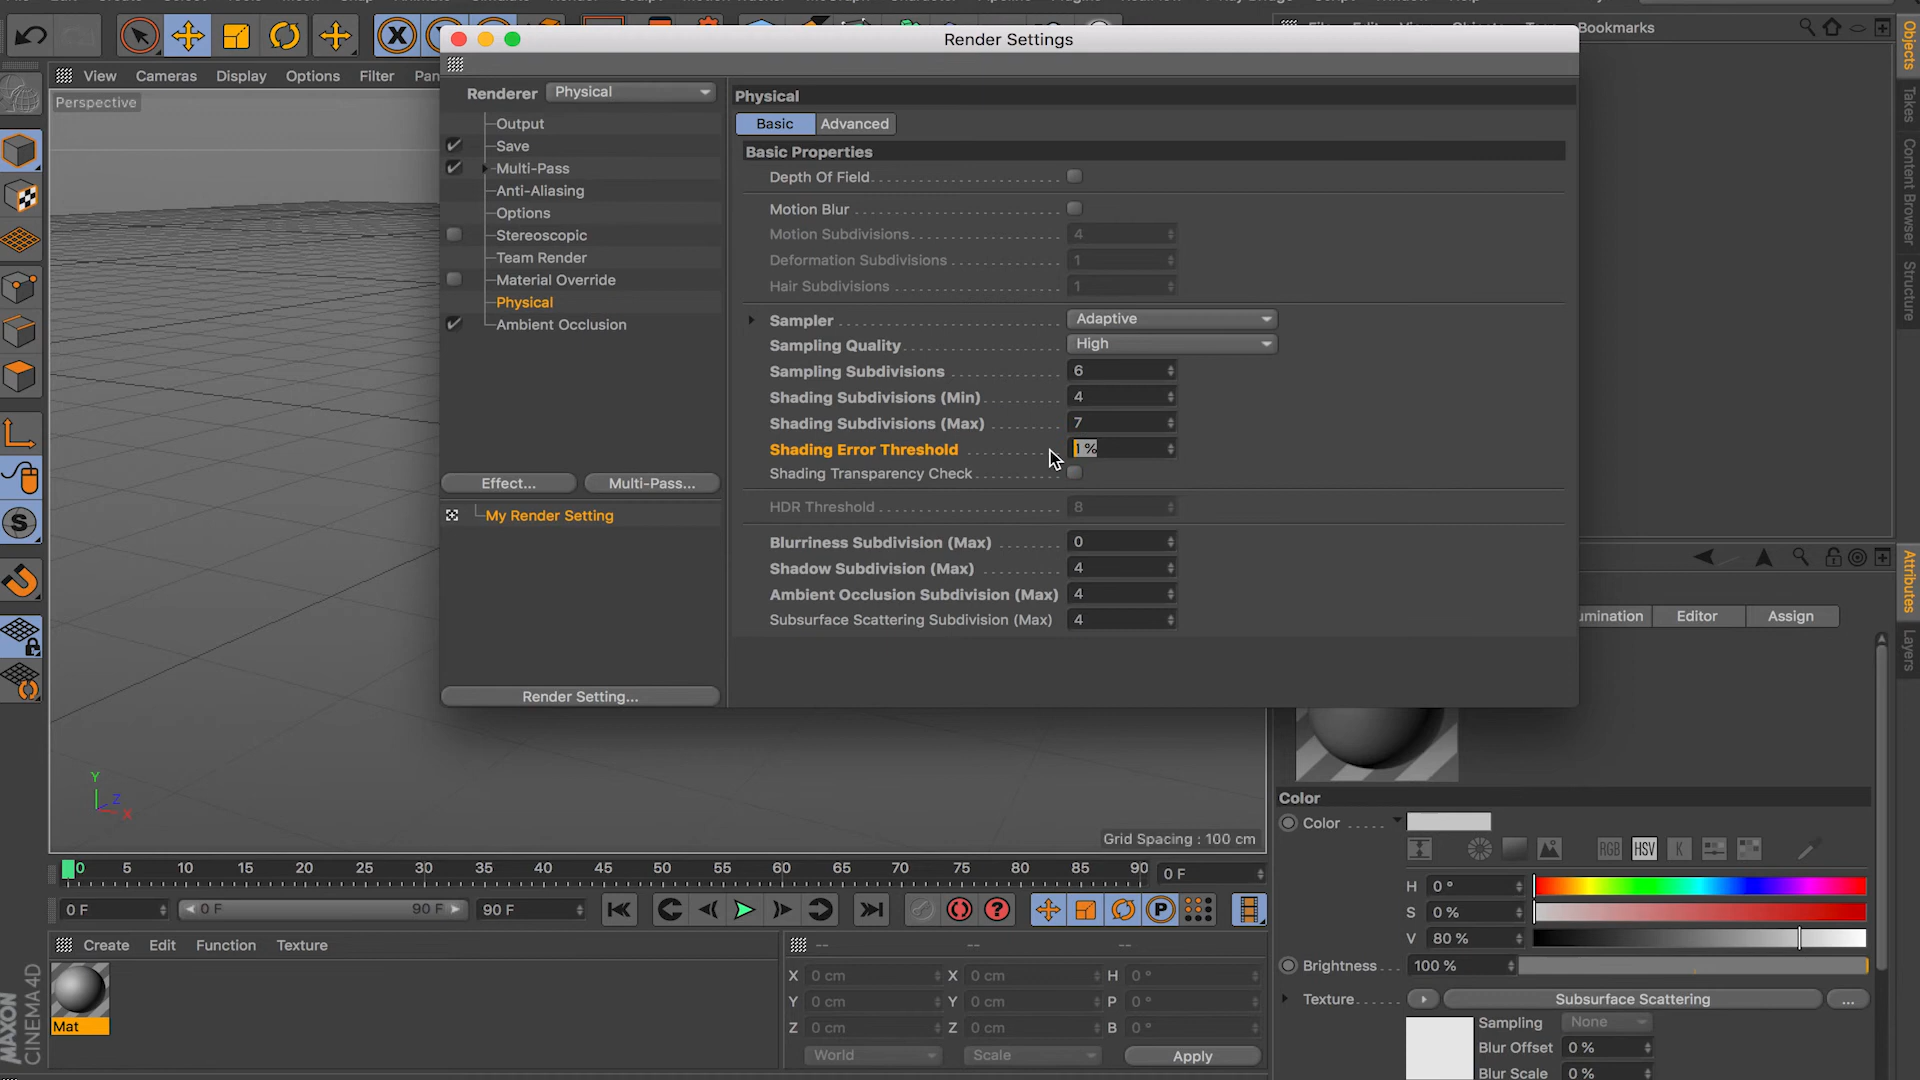 Render Settings
Bookmarks
View Cameras Display Options Filter Pan
Perspective
Renderer Physical
Output
Save
Multi-Pass
Anti-Aliasing
Options
Stereoscopic
Team Render
Material Override
Physical
Ambient Occlusion
Effect... Multi-Pass...
My Render Setting
Render Setting...
Physical
Basic Advanced
Basic Properties
Depth Of Field
Motion Blur
Motion Subdivisions 4
Deformation Subdivisions 1
Hair Subdivisions 1
Sampler Adaptive
Sampling Quality High
Sampling Subdivisions 6
Shading Subdivisions (Min) 4
Shading Subdivisions (Max) 7
Shading Error Threshold 1 %
Shading Transparency Check
HDR Threshold 8
Blurriness Subdivision (Max) 0
Shadow Subdivision (Max) 4
Ambient Occlusion Subdivision (Max) 4
Subsurface Scattering Subdivision (Max) 4
Objects
Takes
Content Browser
Structure
Attributes
Layers
umination Editor Assign
Y
Z
X
Grid Spacing : 100 cm
0 5 10 15 20 25 30 35 40 45 50 55 60 65 70 75 80 85 90 0 F
0 F 0 F 90 F 90 F
Create Edit Function Texture
-- -- --
Mat
X 0 cm X 0 cm H 0 °
Y 0 cm Y 0 cm P 0 °
Z 0 cm Z 0 cm B 0 °
World Scale Apply
MAXON
CINEMA4D
Color
Color
RGB HSV K
H 0 °
S 0 %
V 80 %
Brightness 100 %
Texture Subsurface Scattering ...
Sampling None
Blur Offset 0 %
Blur Scale 0 %